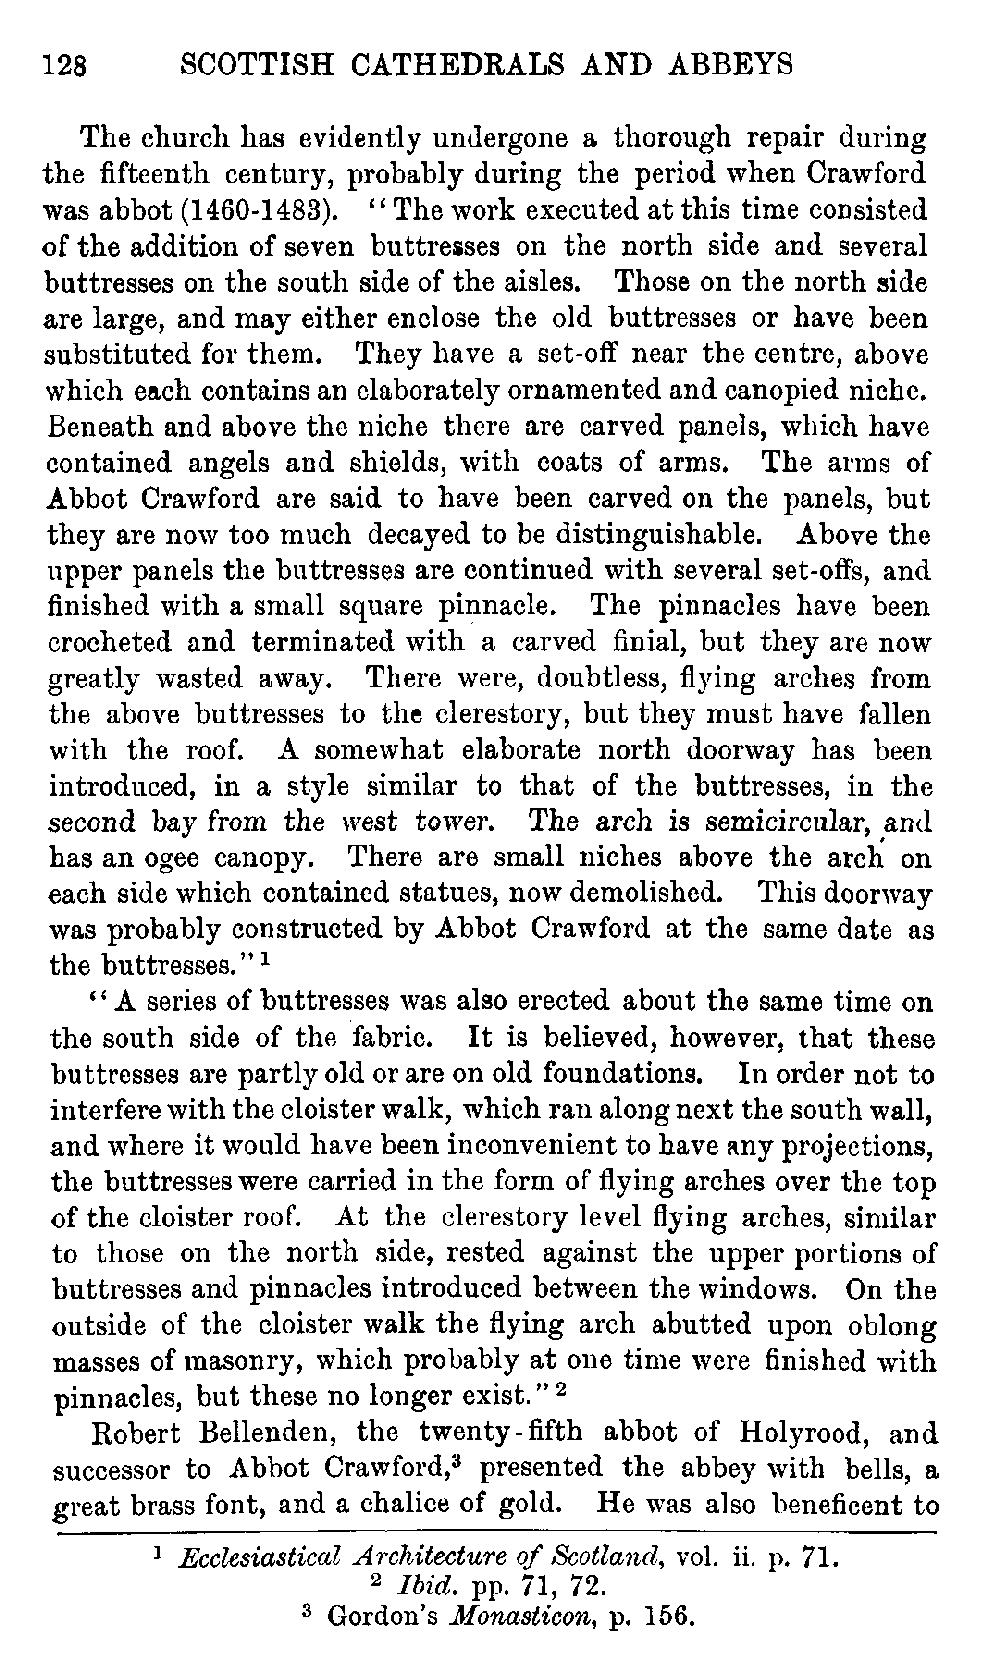 128 SCOTTISH CATHEDRALS AND ABBEYS
The church has evidently undergone a thorough repair during
the fifteenth century, probably during the period when Crawford
was abbot (1460-1483). “The work executed at this time consisted
of the addition of seven buttresses on the north side and several
buttresses on the south side of the aisles. Those on the north side
are large, and may either enclose the old buttresses or have been
substituted for them. They have a set-off near the centre, above
which each contains an elaborately ornamented and canopied niche.
Beneath and above the niche there are carved panels, which have
contained angels and shields, with coats of arms. The arms of
Abbot Crawford are said to have been carved on the panels, but
they are now too much decayed to be distinguishable. Above the
upper panels the buttresses are continued with several set-offs, and
finished with a small square pinnacle. The pinnacles have been
crocheted and terminated with a carved finial, but they are now
greatly wasted away. There were, doubtless, flying arches from
the above buttresses to the clerestory, but they must have fallen
with the roof. A somewhat elaborate north doorway has been
introduced, in a style similar to that of the buttresses, in the
second bay from the west tower. The arch is semicircular, and
has an ogee canopy. There are small niches above the arch on
each side which contained statues, now demolished. This doorway
was probably constructed by Abbot Crawford at the same date as
the buttresses.” 1
“A series of buttresses was also erected about the same time on
the south side of the fabric. It is believed, however, that these
buttresses are partly old or are on old foundations. In order not to
interfere with the cloister walk, which ran along next the south wall,
and where it would have been inconvenient to have any projections,
the buttresses were carried in the form of flying arches over the top
of the cloister roof. At the clerestory level flying arches, similar
to those on the north side, rested against the upper portions of
buttresses and pinnacles introduced between the windows. On the
outside of the cloister walk the flying arch abutted upon oblong
masses of masonry, which probably at one time were finished with
pinnacles, but these no longer exist.” 2
Robert Bellenden, the twenty-fifth abbot of Holyrood, and
successor to Abbot Crawford,3 presented the abbey with bells, a
great brass font, and a chalice of gold. He was also beneficent to
1 Ecclesiastical Architecture of Scotland, vol. ii. p. 71.
2 Ibid. pp. 71, 72.
3 Gordon's Monasticon, p. 156.